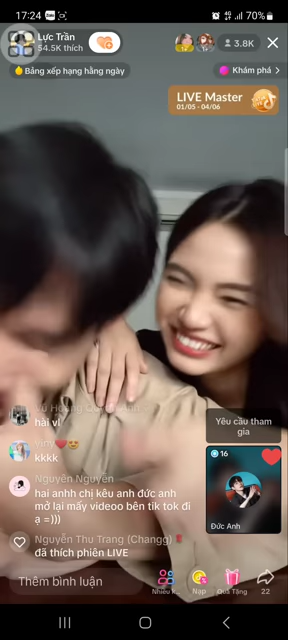 17:24
70%
Lực Trần
54.5K thích
3.8K
Bảng xếp hạng hằng ngày
Khám phá >
LIVE Master
01/05 - 04/06
hài vl
kkkk
Nguyễn Nguyễn
hai anhh chị kêu anh đức anh
mở lại mấy videoo bên tik tok đi
ạ =)))
Nguyễn Thu Trang (Changg)
đã thích phiên LIVE
Yêu cầu tham
gia
16
Đức Anh
Thêm bình luận
Nhiều k...
Nạp
Quà Tặng
22